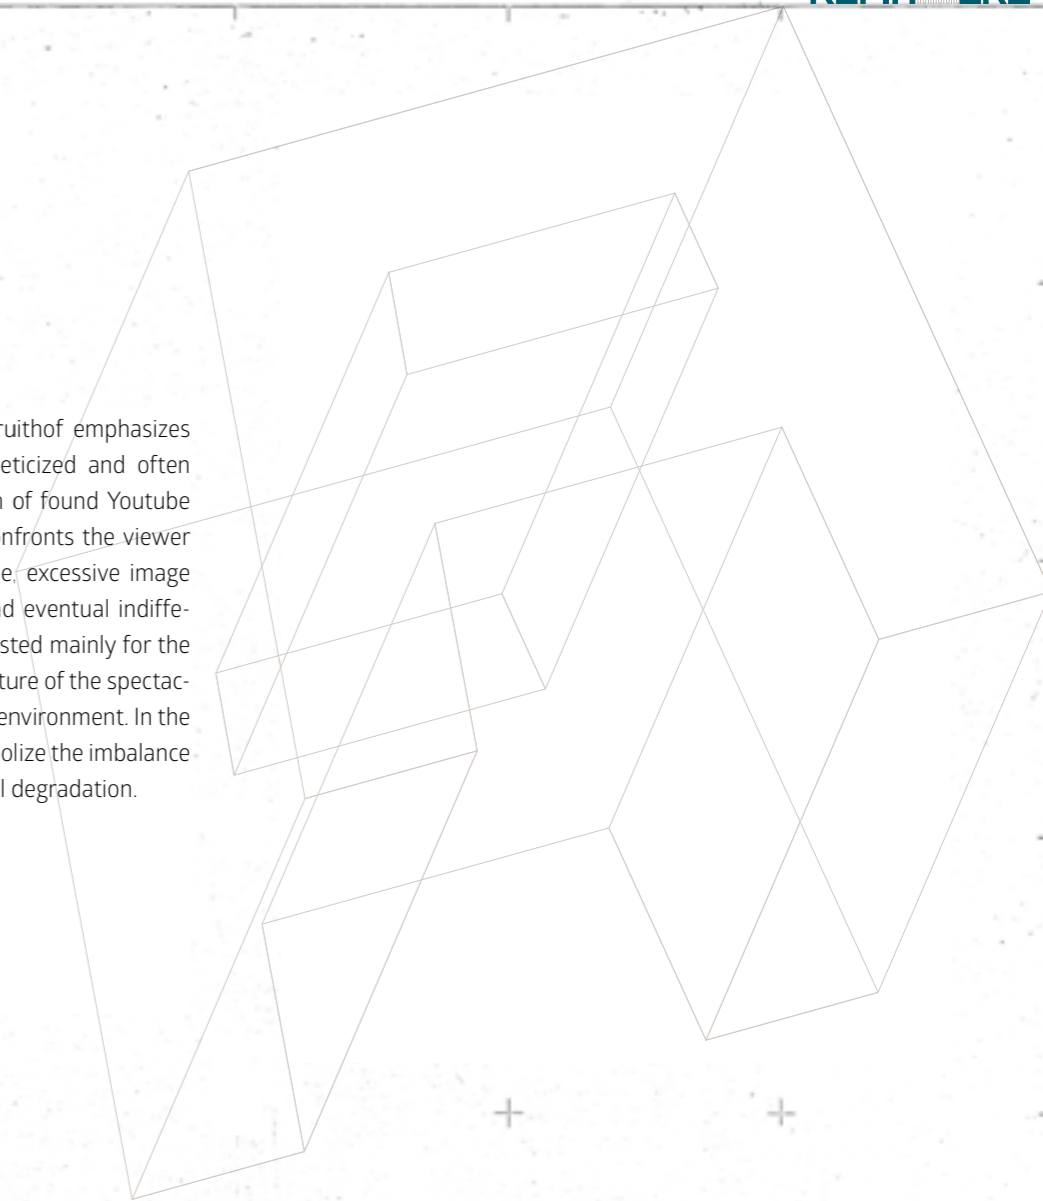 ruithof emphasizes
eticized and often
of found Youtube
nfronts the viewer
e, excessive image
d eventual indiffe-
sted mainly for the
ture of the spectac-
environment. In the
olize the imbalance
l degradation.